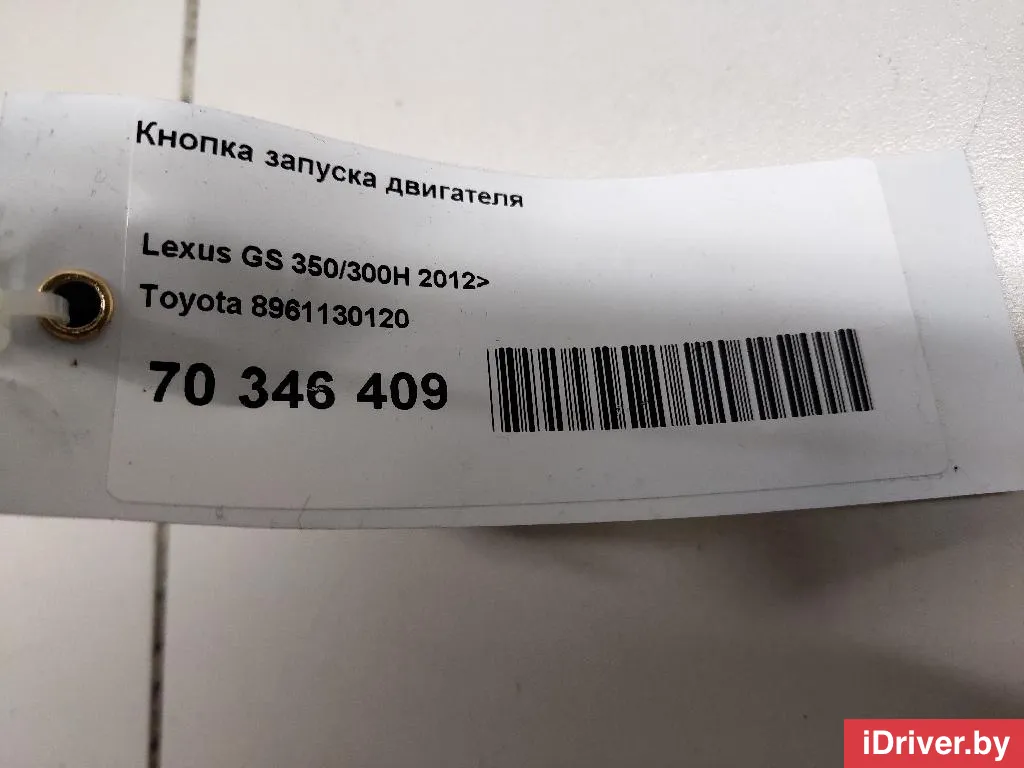 Кнопка запуска двигателя
Lexus GS 350/300H 2012>
Toyota 8961130120
70 346 409
iDriver.by